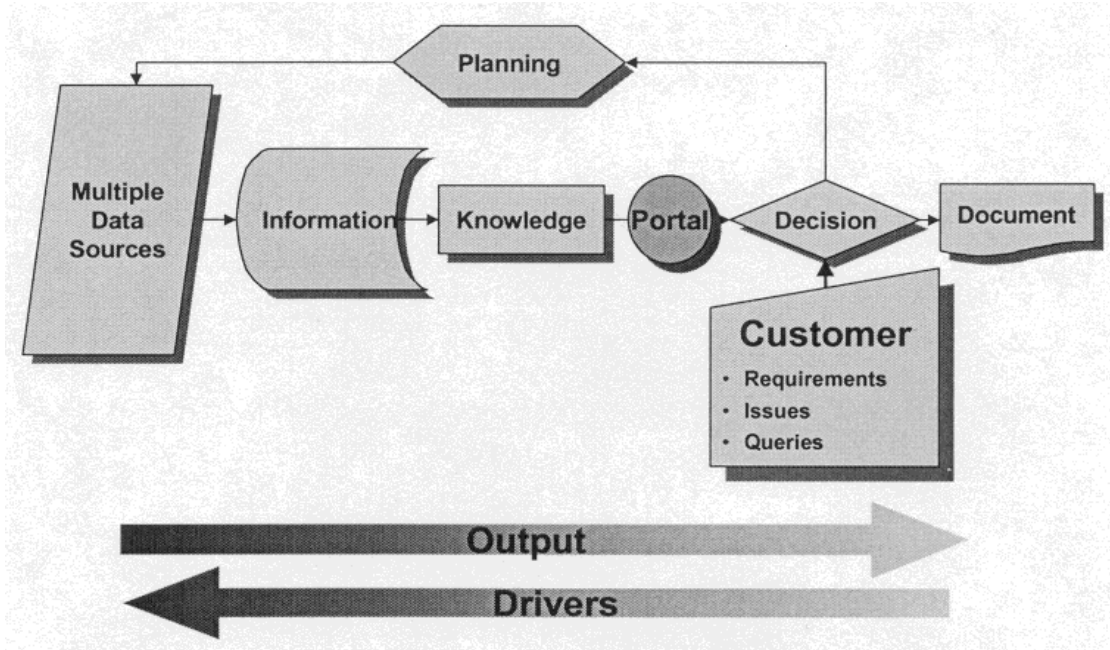 Planning
Multiple
Data
Sources
Information
Knowledge
Portal
Decision
Document
Customer
• Requirements
• Issues
• Queries
Output
Drivers